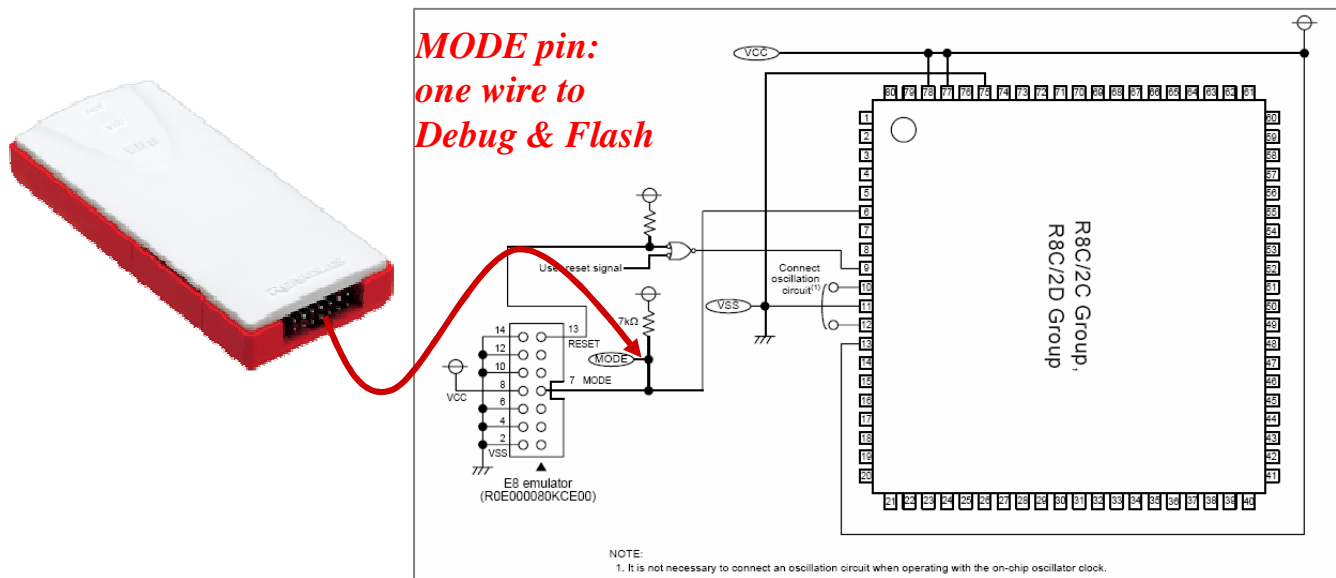 MODE pin:
one wire to
Debug & Flash
VCC
80 79 78 77 76 75 74 73 72 71 70 69 68 67 66 65 64 63 62 61
1
2
3
4
5
6
7
8
9
10
11
12
13
14
15
16
17
18
19
20
60
59
58
57
56
55
54
53
52
51
50
49
48
47
46
45
44
43
42
41
21 22 23 24 25 26 27 28 29 30 31 32 33 34 35 36 37 38 39 40
R8C/2C Group,
R8C/2D Group
User reset signal
Connect
oscillation
circuit(1)
VSS
7kΩ
MODE
14
13
RESET
12
10
8
7 MODE
VCC
6
4
2
VSS
E8 emulator
(R0E000080KCE00)
NOTE:
1. It is not necessary to connect an oscillation circuit when operating with the on-chip oscillator clock.